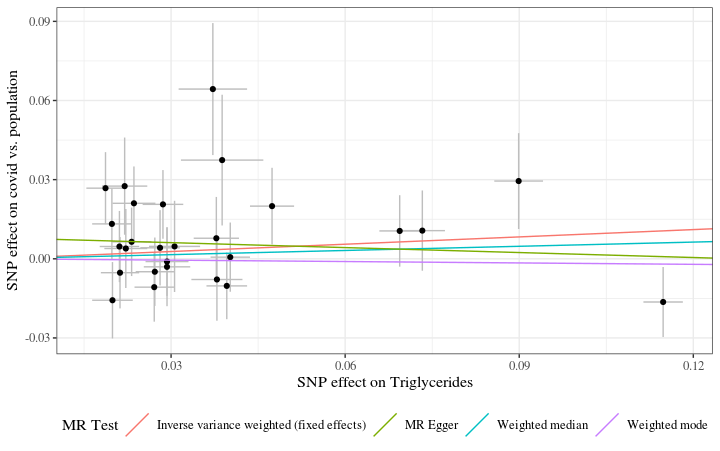 0.09
0.06
0.03
0.00
-0.03
SNP effect on covid vs. population
0.03 0.06 0.09 0.12
SNP effect on Triglycerides
MR Test Inverse variance weighted (fixed effects) MR Egger Weighted median Weighted mode